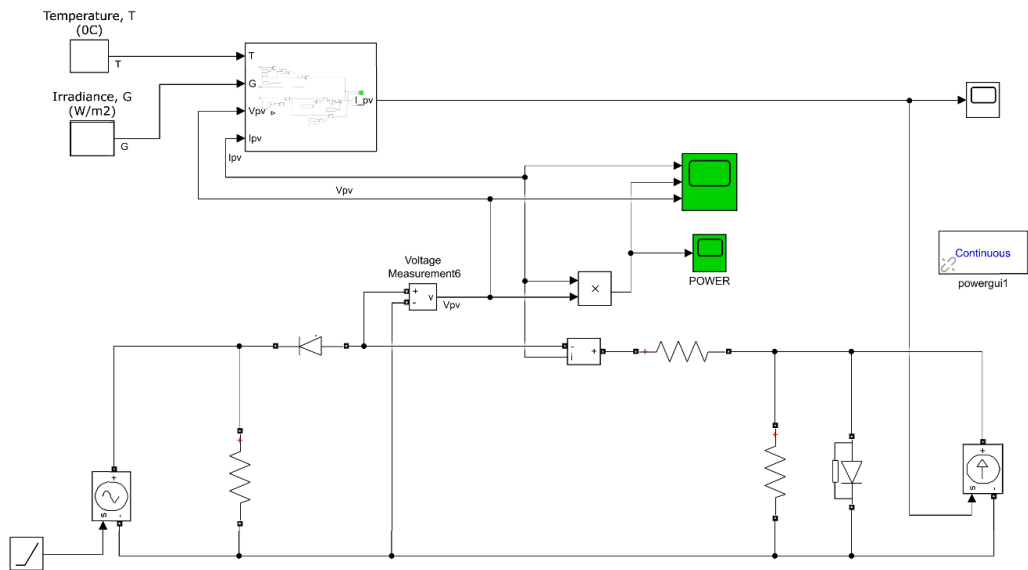 Temperature, T
(0C)
T
T
Irradiance, G
(W/m2)
G
G
Vpv
Ipv
I_pv
Ipv
Vpv
Continuous
powergui1
Voltage
Measurement6
+
-
v
Vpv
×
POWER
-
i
+
+
+
+
+
+
-
s
+
-
s